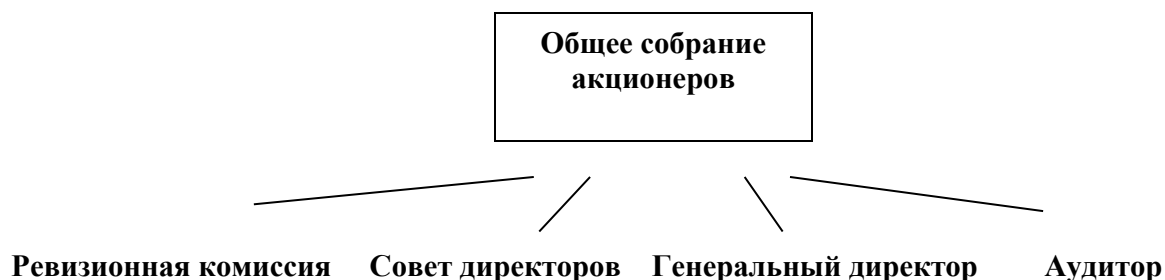 Общее собрание
акционеров
Ревизионная комиссия Совет директоров Генеральный директор Аудитор